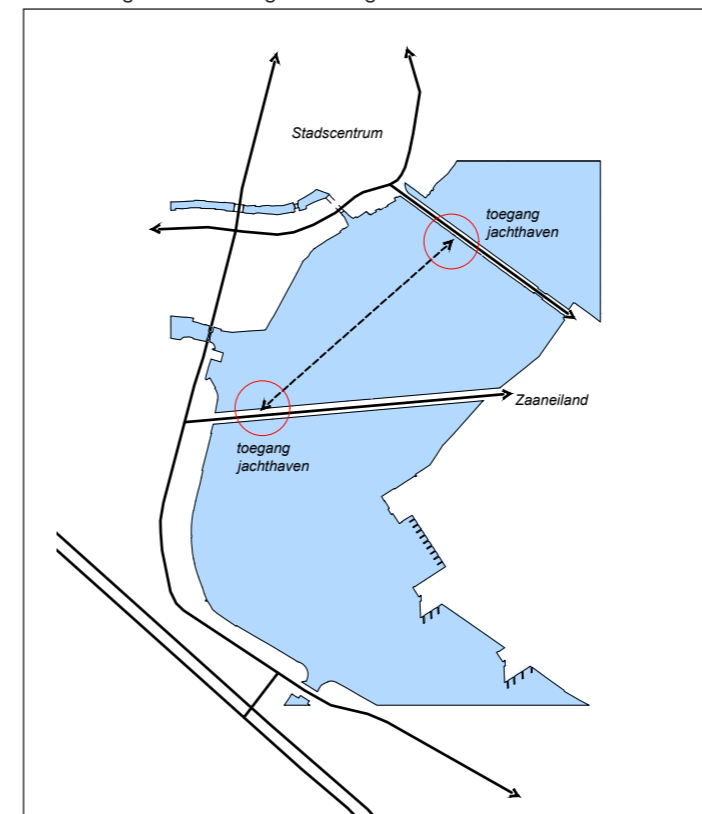 Stadscentrum
toegang
jachthaven
Zaaneiland
toegang
jachthaven